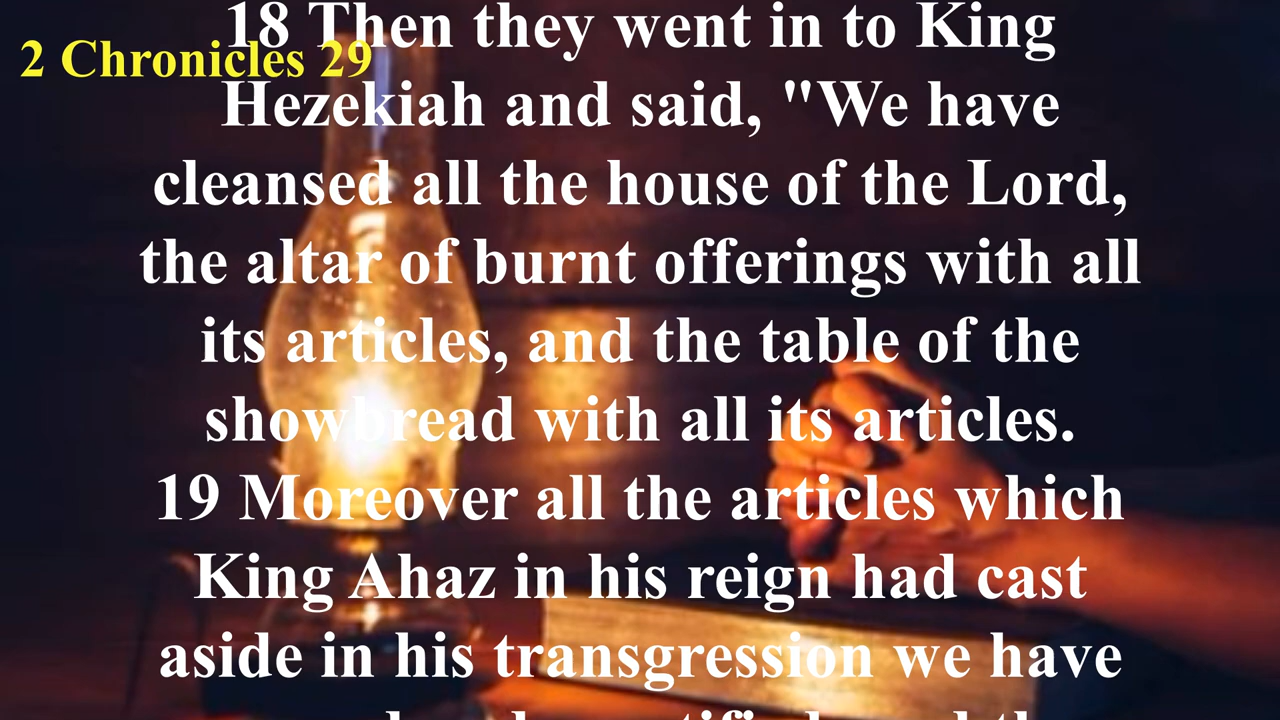 2 Chronicles 29
18 Then they went in to King
Hezekiah and said, "We have
cleansed all the house of the Lord,
the altar of burnt offerings with all
its articles, and the table of the
showbread with all its articles.
19 Moreover all the articles which
King Ahaz in his reign had cast
aside in his transgression we have